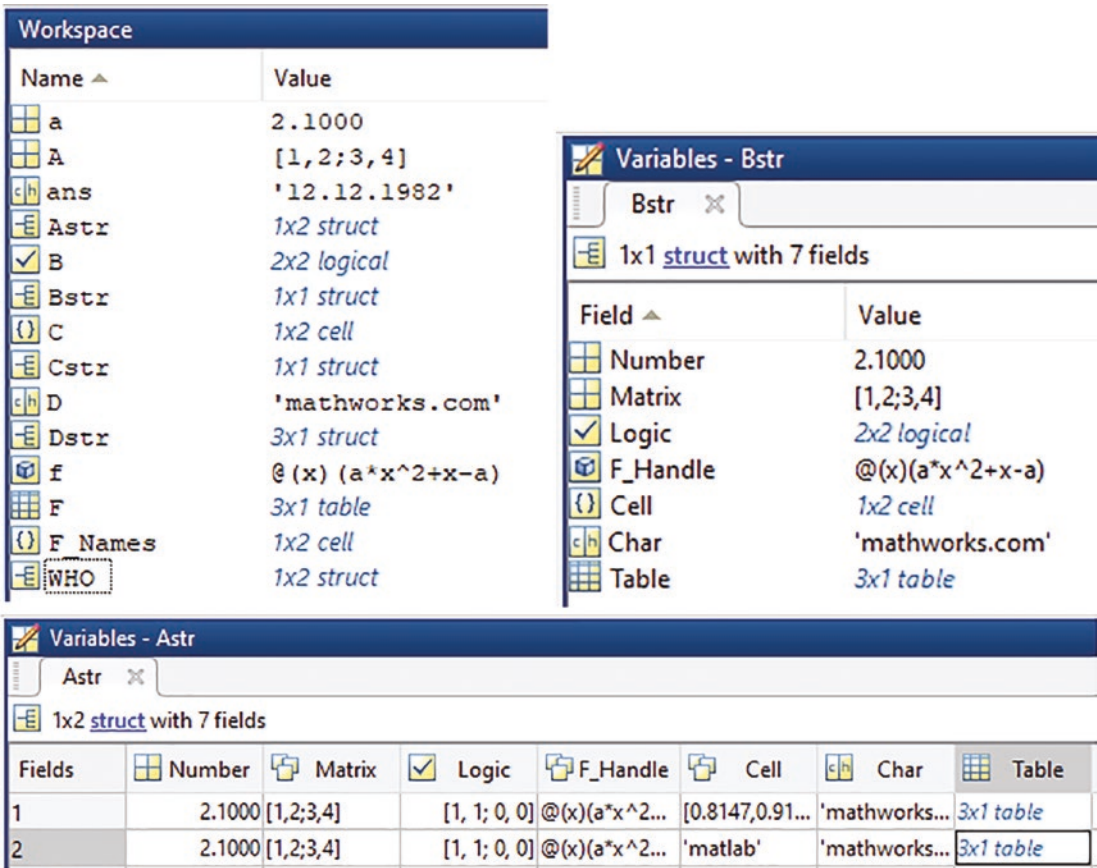 Workspace
Name Value
a 2.1000
A [1,2;3,4]
ans '12.12.1982'
Astr 1x2 struct
B 2x2 logical
Bstr 1x1 struct
C 1x2 cell
Cstr 1x1 struct
D 'mathworks.com'
Dstr 3x1 struct
f @(x)(a*x^2+x-a)
F 3x1 table
F_Names 1x2 cell
WHO 1x2 struct
Variables - Bstr
Bstr
1x1 struct with 7 fields
Field Value
Number 2.1000
Matrix [1,2;3,4]
Logic 2x2 logical
F_Handle @(x)(a*x^2+x-a)
Cell 1x2 cell
Char 'mathworks.com'
Table 3x1 table
Variables - Astr
Astr
1x2 struct with 7 fields
Fields Number Matrix Logic F_Handle Cell Char Table
1 2.1000 [1,2;3,4] [1, 1; 0, 0] @(x)(a*x^2... [0.8147,0.91... 'mathworks... 3x1 table
2 2.1000 [1,2;3,4] [1, 1; 0, 0] @(x)(a*x^2... 'matlab' 'mathworks... 3x1 table